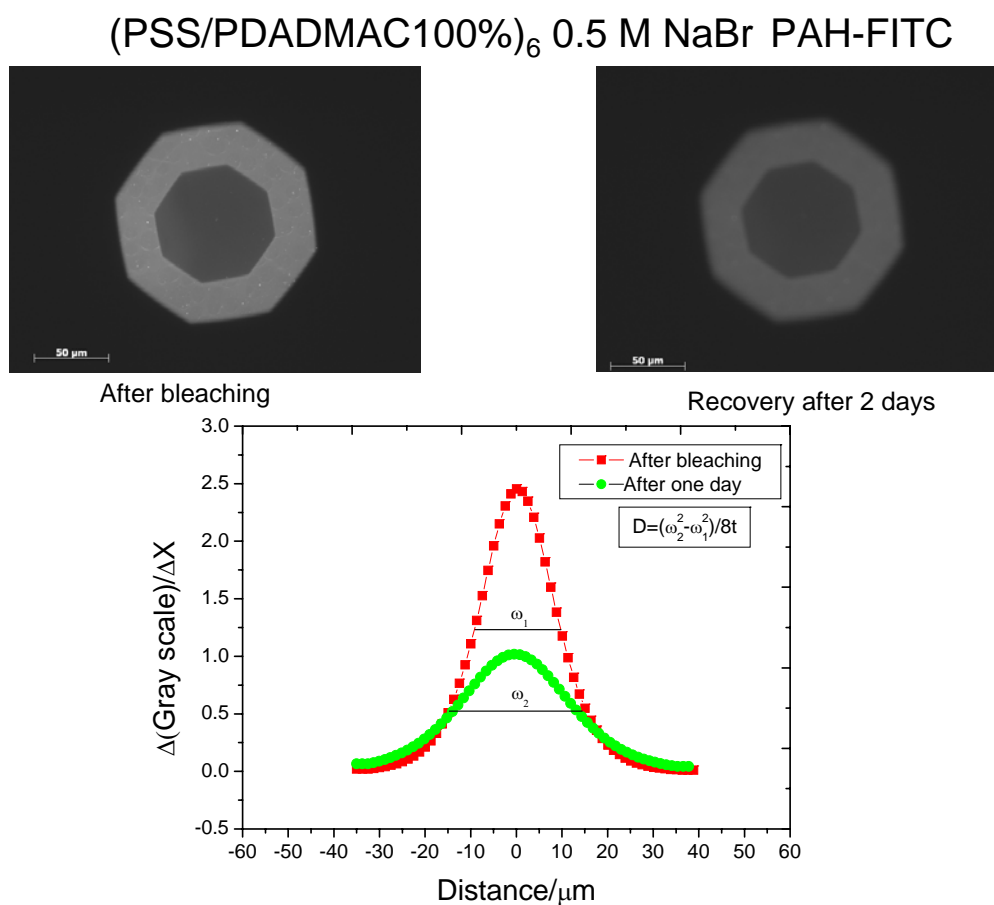 (PSS/PDADMAC100%)₆ 0.5 M NaBr PAH-FITC
50 µm
50 µm
After bleaching
Recovery after 2 days
3.0
2.5
2.0
1.5
1.0
0.5
0.0
-0.5
Δ(Gray scale)/ΔX
After bleaching
After one day
D=(ω₂²-ω₁²)/8t
ω₁
ω₂
-60 -50 -40 -30 -20 -10 0 10 20 30 40 50 60
Distance/μm